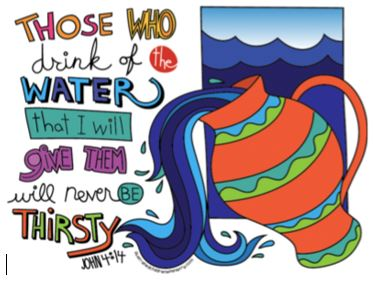 THOSE WHO
drink of the
WATER
that I will
give THEM
will never BE
THIRSTY
JOHN 4:14